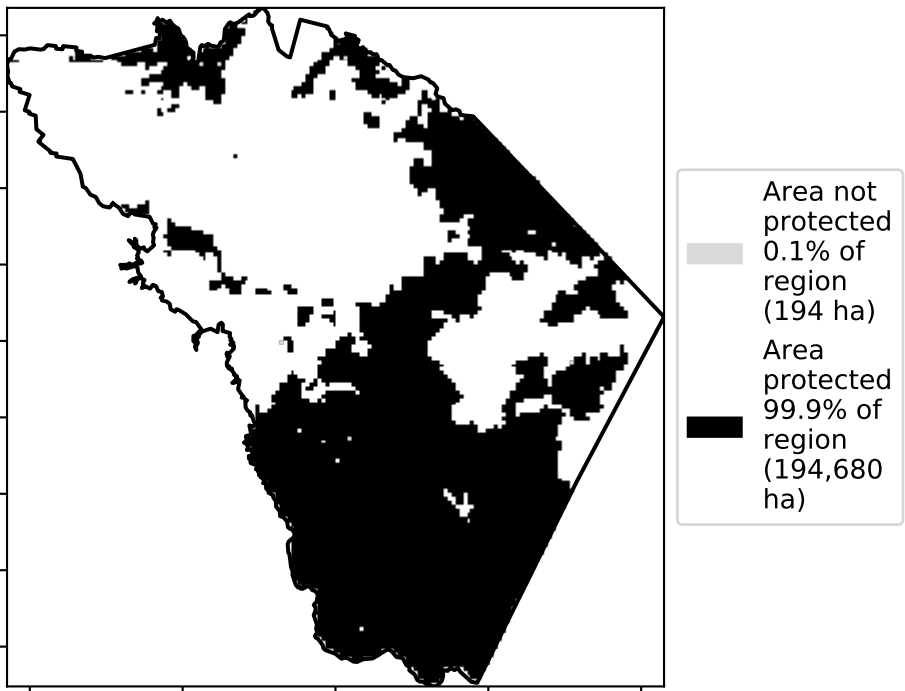 Area not
protected
0.1% of
region
(194 ha)
Area
protected
99.9% of
region
(194,680
ha)